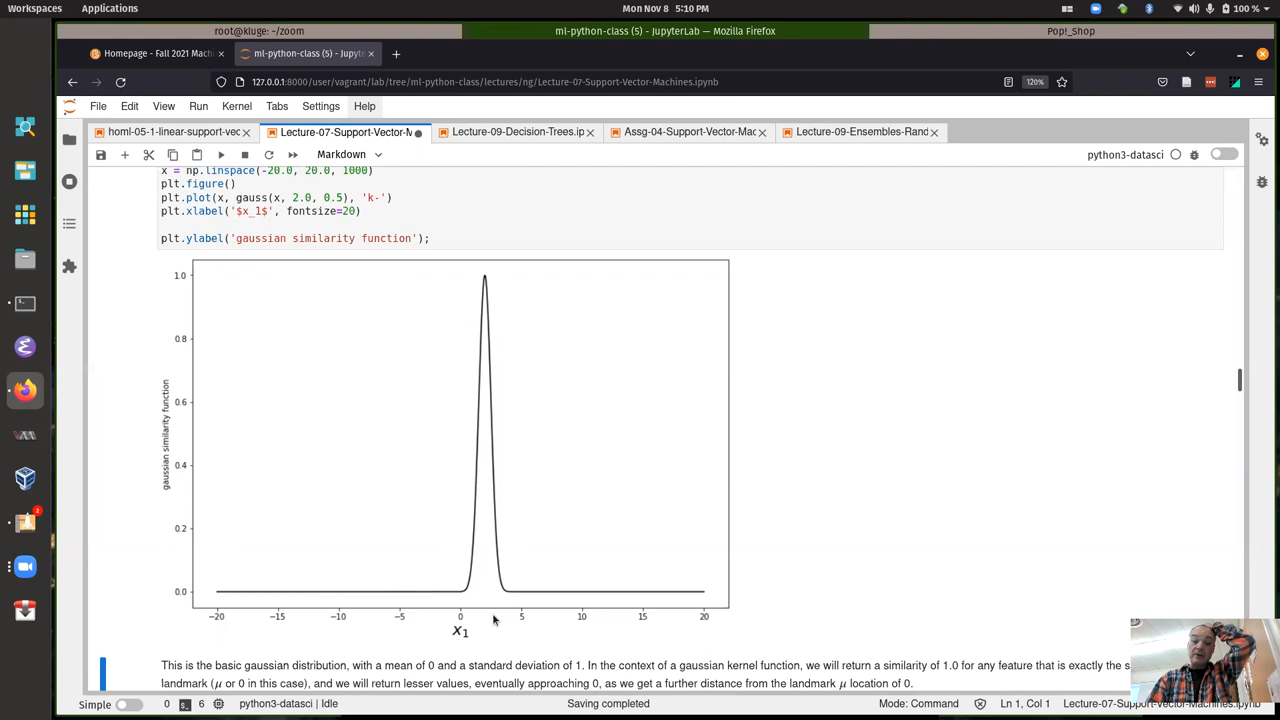 Workspaces Applications Mon Nov 8 5:10 PM 100 %
root@kluge: ~/zoom ml-python-class (5) - JupyterLab — Mozilla Firefox Pop!_Shop
Homepage - Fall 2021 Machi ml-python-class (5) - Jupyte
127.0.0.1:8000/user/vagrant/lab/tree/ml-python-class/lectures/ng/Lecture-07-Support-Vector-Machines.ipynb 120%
File Edit View Run Kernel Tabs Settings Help
homl-05-1-linear-support-vec Lecture-07-Support-Vector-M Lecture-09-Decision-Trees.ip Assg-04-Support-Vector-Mac Lecture-09-Ensembles-Rand
Markdown python3-datasci
x = np.linspace(-20.0, 20.0, 1000)
plt.figure()
plt.plot(x, gauss(x, 2.0, 0.5), 'k-')
plt.xlabel('$x_1$', fontsize=20)
plt.ylabel('gaussian similarity function');
1.0
0.8
0.6
0.4
0.2
0.0
gaussian similarity function
−20 −15 −10 −5 0 5 10 15 20
x1
This is the basic gaussian distribution, with a mean of 0 and a standard deviation of 1. In the context of a gaussian kernel function, we will return a similarity of 1.0 for any feature that is exactly the s
landmark (μ or 0 in this case), and we will return lesser values, eventually approaching 0, as we get a further distance from the landmark μ location of 0.
Simple 0 6 python3-datasci | Idle Saving completed Mode: Command Ln 1, Col 1 Lecture-07-Support-Vector-Machines.ipynb
2